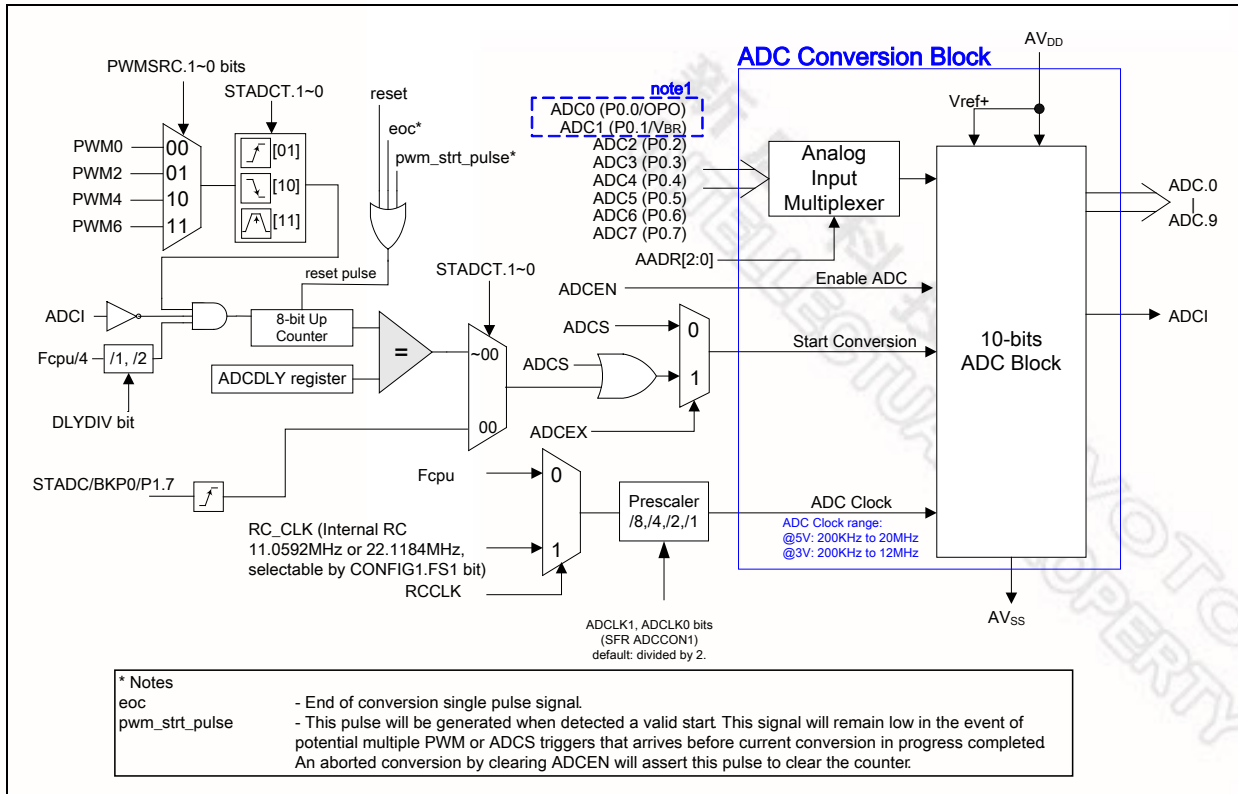 ADC Conversion Block
AVDD
PWMSRC.1~0 bits
STADCT.1~0
reset
eoc*
pwm_strt_pulse*
note1
Vref+
PWM0
PWM2
PWM4
PWM6
00
01
10
11
[01]
[10]
[11]
ADC0 (P0.0/OPO)
ADC1 (P0.1/VBR)
ADC2 (P0.2)
ADC3 (P0.3)
ADC4 (P0.4)
ADC5 (P0.5)
ADC6 (P0.6)
ADC7 (P0.7)
Analog
Input
Multiplexer
AADR[2:0]
ADC.0
ADC.9
reset pulse
STADCT.1~0
ADCEN
Enable ADC
ADCI
8-bit Up
Counter
Fcpu/4
/1, /2
ADCDLY register
=
~00
00
ADCS
ADCS
0
1
Start Conversion
10-bits
ADC Block
ADCI
DLYDIV bit
ADCEX
STADC/BKP0/P1.7
Fcpu
0
1
RC_CLK (Internal RC
11.0592MHz or 22.1184MHz,
selectable by CONFIG1.FS1 bit)
RCCLK
Prescaler
/8,/4,/2,/1
ADC Clock
ADC Clock range:
@5V: 200KHz to 20MHz
@3V: 200KHz to 12MHz
ADCLK1, ADCLK0 bits
(SFR ADCCON1)
default: divided by 2.
AVSS
* Notes
eoc - End of conversion single pulse signal.
pwm_strt_pulse - This pulse will be generated when detected a valid start. This signal will remain low in the event of
potential multiple PWM or ADCS triggers that arrives before current conversion in progress completed.
An aborted conversion by clearing ADCEN will assert this pulse to clear the counter.